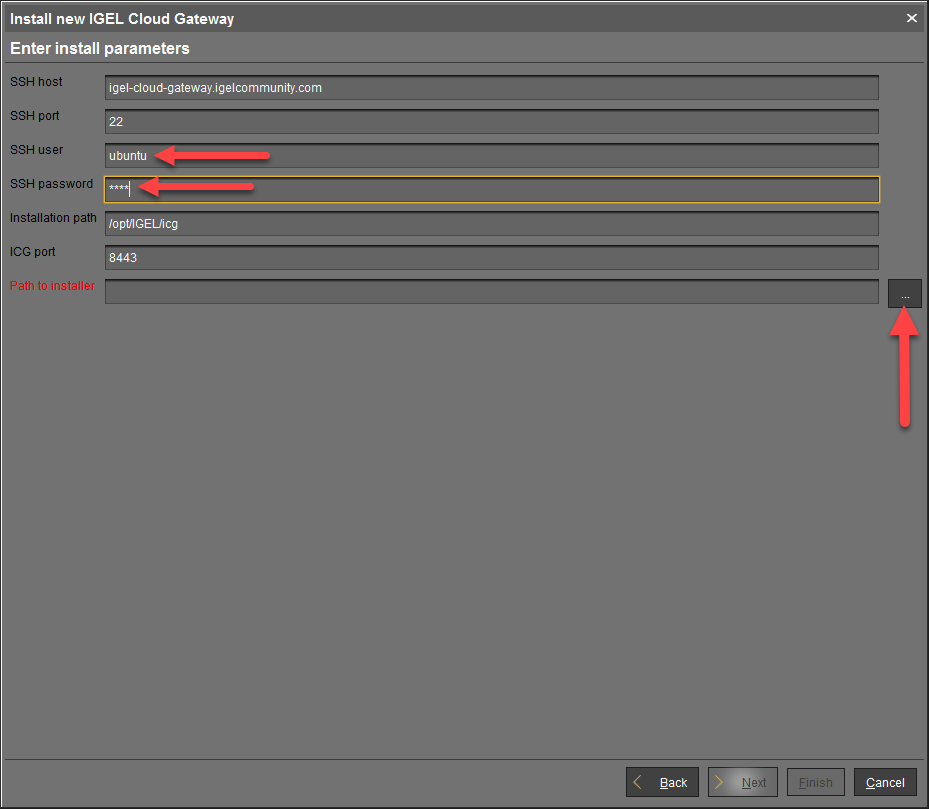 Install new IGEL Cloud Gateway
Enter install parameters
SSH host igel-cloud-gateway.igelcommunity.com
SSH port 22
SSH user ubuntu
SSH password ****
Installation path /opt/IGEL/icg
ICG port 8443
Path to installer ...
Back Next Finish Cancel